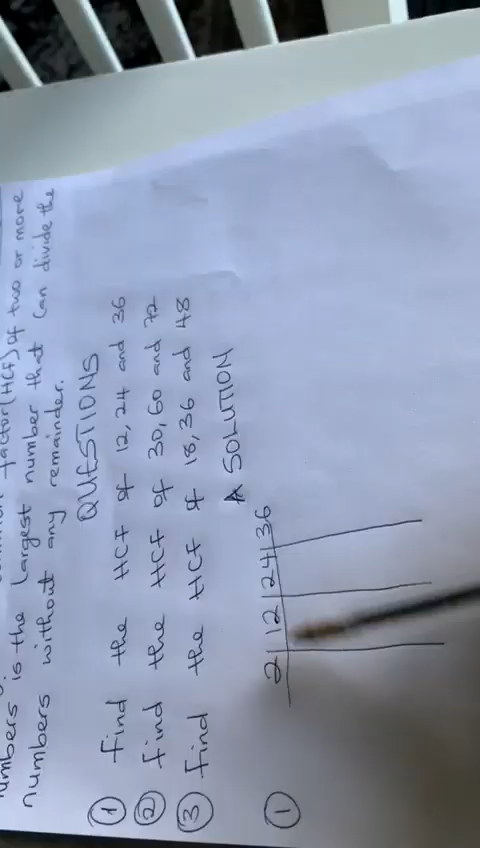 factor (HCF) of two or more
numbers is the largest number that can divide the
numbers without any remainder.
QUESTIONS
① find the HCF of 12, 24 and 36
② find the HCF of 30, 60 and 72
③ find the HCF of 18, 36 and 48
A SOLUTION
① 2 | 12 | 24 | 36